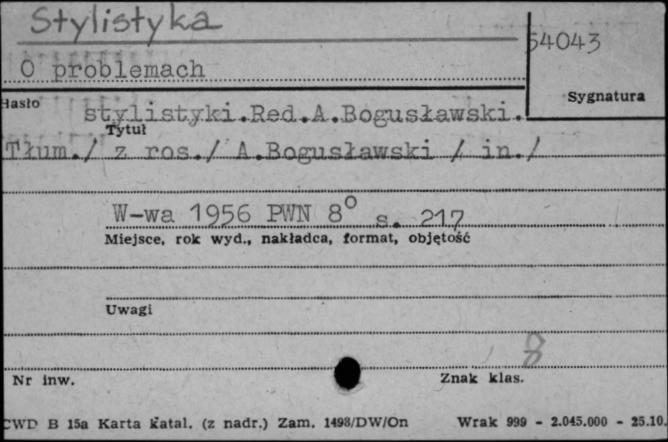 Stylistyka
54043
O problemach
Hasło
Sygnatura
stylistyki.Red.A.Bogusławski.
Tytuł
Tłum./ z ros./ A.Bogusławski / in./
W-wa 1956 PWN 8° s. 217
Miejsce, rok wyd., nakładca, format, objętość
Uwagi
8
Nr inw.
Znak klas.
CWD B 15a Karta katal. (z nadr.) Zam. 1498/DW/On Wrak 999 - 2.045.000 - 25.10.